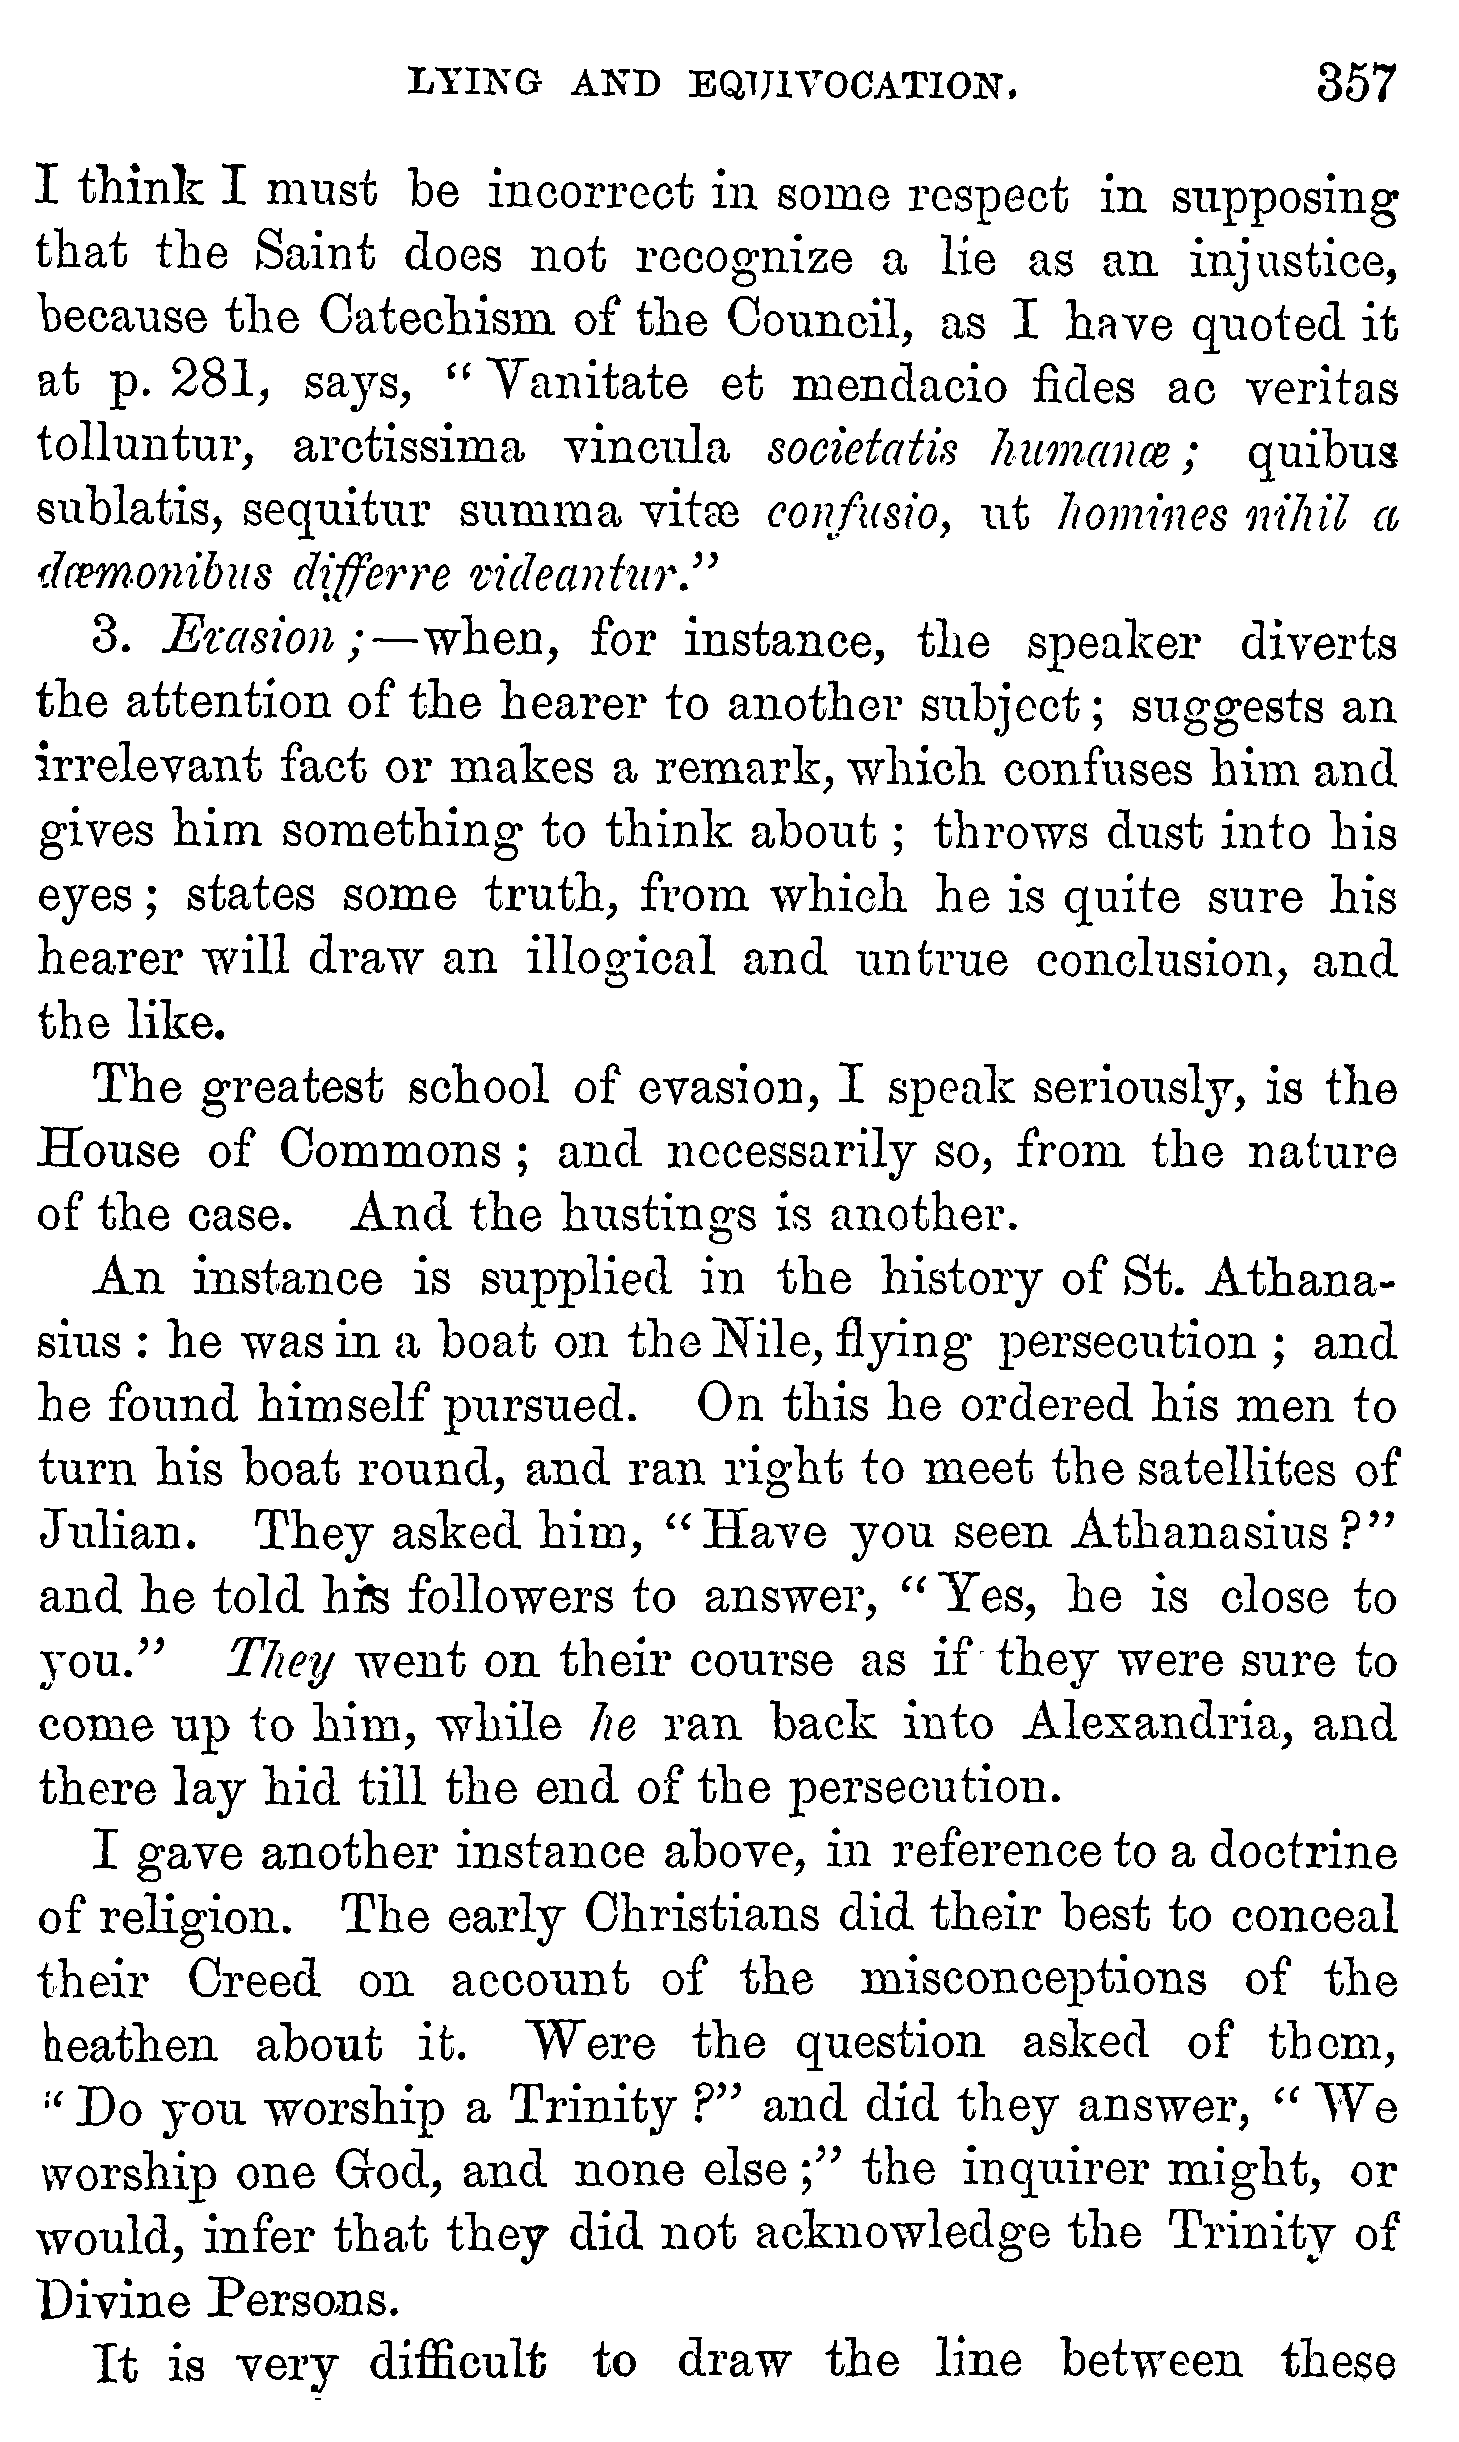 LYING AND EQUIVOCATION. 357
I think I must be incorrect in some respect in supposing
that the Saint does not recognize a lie as an injustice,
because the Catechism of the Council, as I have quoted it
at p. 281, says, “Vanitate et mendacio fides ac veritas
tolluntur, arctissima vincula societatis humanæ; quibus
sublatis, sequitur summa vitæ confusio, ut homines nihil a
dæmonibus differre videantur.”
3. Evasion;—when, for instance, the speaker diverts
the attention of the hearer to another subject; suggests an
irrelevant fact or makes a remark, which confuses him and
gives him something to think about; throws dust into his
eyes; states some truth, from which he is quite sure his
hearer will draw an illogical and untrue conclusion, and
the like.
The greatest school of evasion, I speak seriously, is the
House of Commons; and necessarily so, from the nature
of the case. And the hustings is another.
An instance is supplied in the history of St. Athana-
sius: he was in a boat on the Nile, flying persecution; and
he found himself pursued. On this he ordered his men to
turn his boat round, and ran right to meet the satellites of
Julian. They asked him, “Have you seen Athanasius?”
and he told his followers to answer, “Yes, he is close to
you.” They went on their course as if they were sure to
come up to him, while he ran back into Alexandria, and
there lay hid till the end of the persecution.
I gave another instance above, in reference to a doctrine
of religion. The early Christians did their best to conceal
their Creed on account of the misconceptions of the
heathen about it. Were the question asked of them,
“Do you worship a Trinity?” and did they answer, “We
worship one God, and none else;” the inquirer might, or
would, infer that they did not acknowledge the Trinity of
Divine Persons.
It is very difficult to draw the line between these